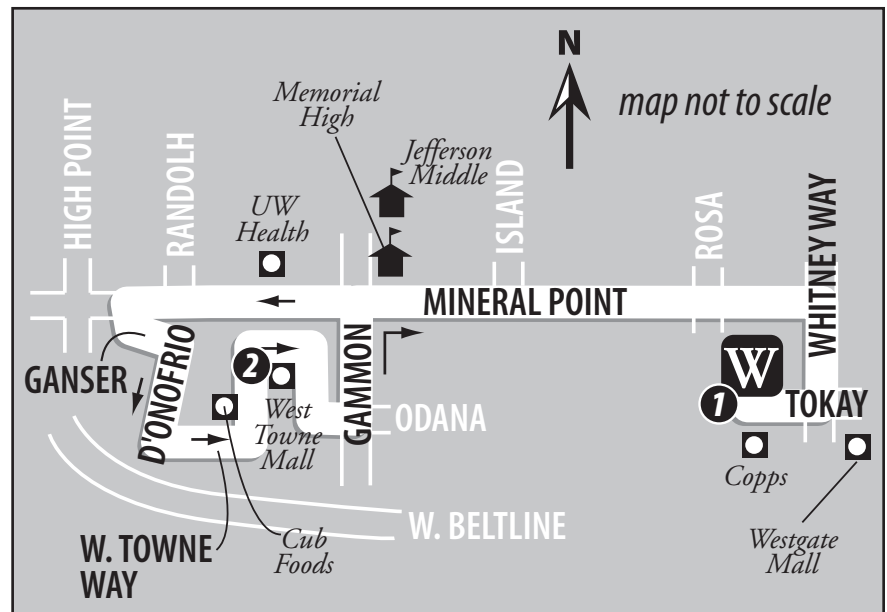 N
map not to scale
Memorial
High
Jefferson
Middle
HIGH POINT
RANDOLH
UW
Health
ISLAND
ROSA
WHITNEY WAY
MINERAL POINT
GANSER
D'ONOFRIO
2
West
Towne
Mall
GAMMON
ODANA
W
1
TOKAY
Copps
Westgate
Mall
W. BELTLINE
W. TOWNE
WAY
Cub
Foods